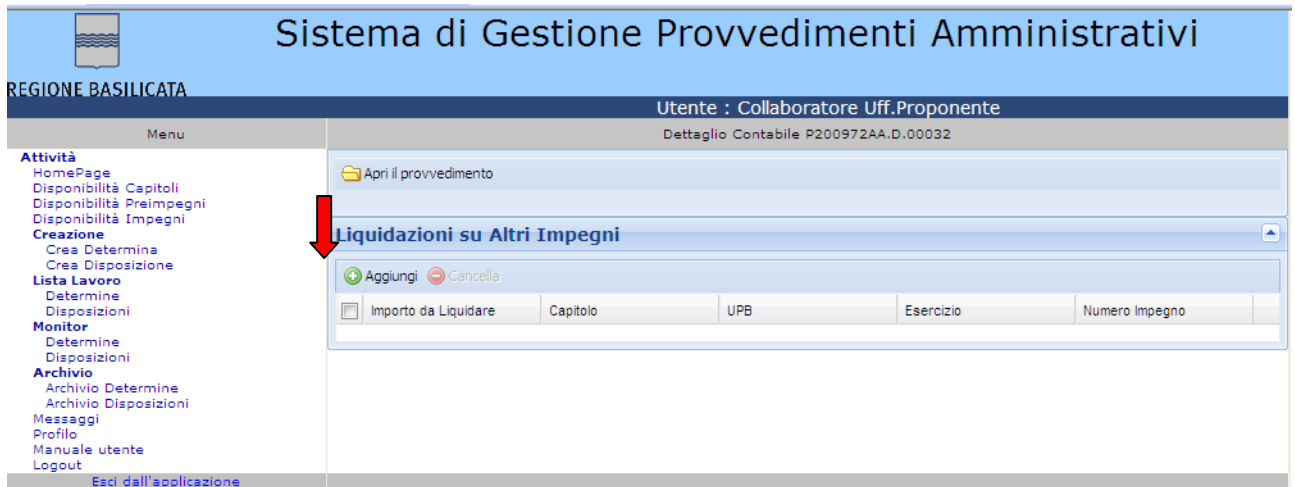 Sistema di Gestione Provvedimenti Amministrativi
REGIONE BASILICATA
Utente : Collaboratore Uff.Proponente
Menu
Dettaglio Contabile P200972AA.D.00032
Attività
HomePage
Disponibilità Capitoli
Disponibilità Preimpegni
Disponibilità Impegni
Creazione
Crea Determina
Crea Disposizione
Lista Lavoro
Determine
Disposizioni
Monitor
Determine
Disposizioni
Archivio
Archivio Determine
Archivio Disposizioni
Messaggi
Profilo
Manuale utente
Logout
Esci dall'applicazione
Apri il provvedimento
Liquidazioni su Altri Impegni
Aggiungi Cancella
Importo da Liquidare Capitolo UPB Esercizio Numero Impegno